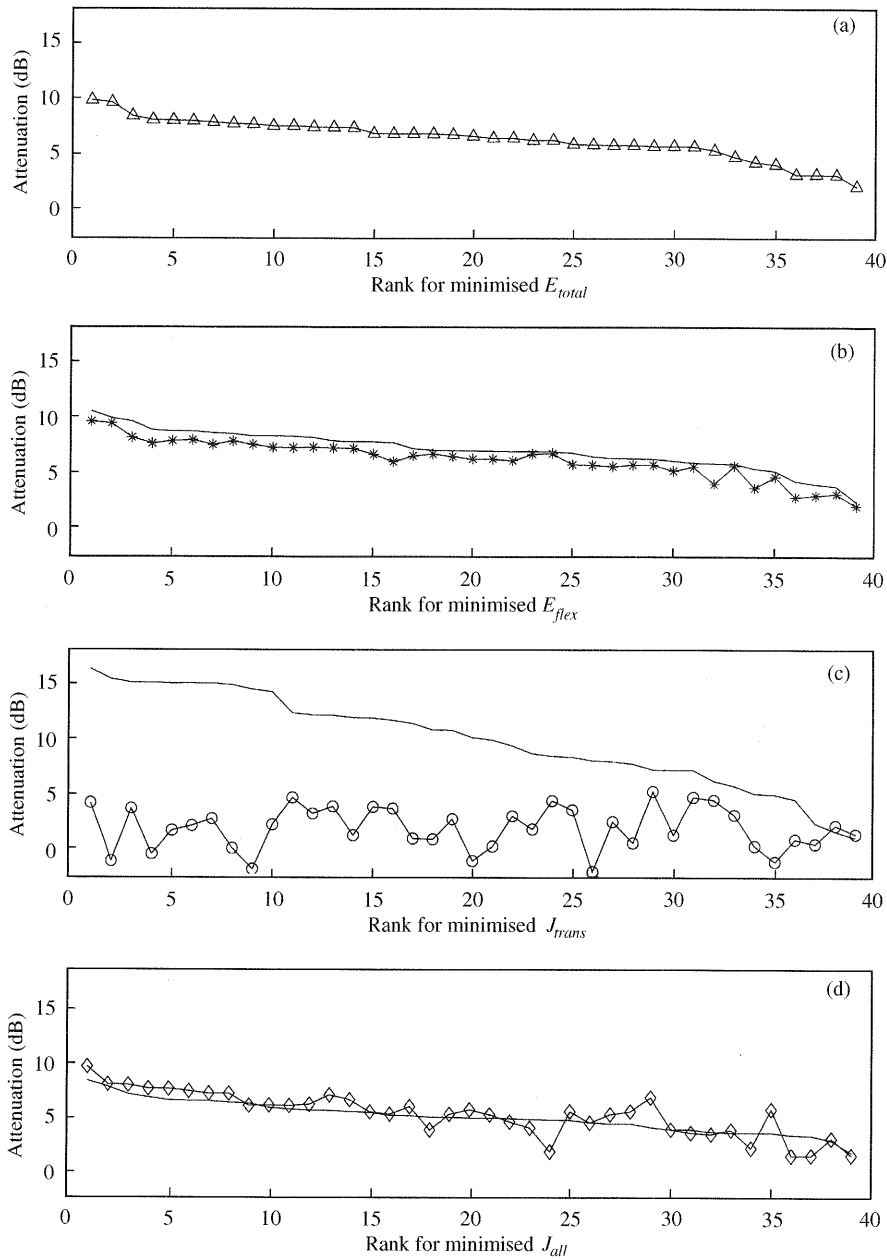 (a)
15
10
5
0
Attenuation (dB)
0 5 10 15 20 25 30 35 40
Rank for minimised E_total
(b)
15
10
5
0
Attenuation (dB)
0 5 10 15 20 25 30 35 40
Rank for minimised E_flex
(c)
15
10
5
0
Attenuation (dB)
0 5 10 15 20 25 30 35 40
Rank for minimised J_trans
(d)
15
10
5
0
Attenuation (dB)
0 5 10 15 20 25 30 35 40
Rank for minimised J_all